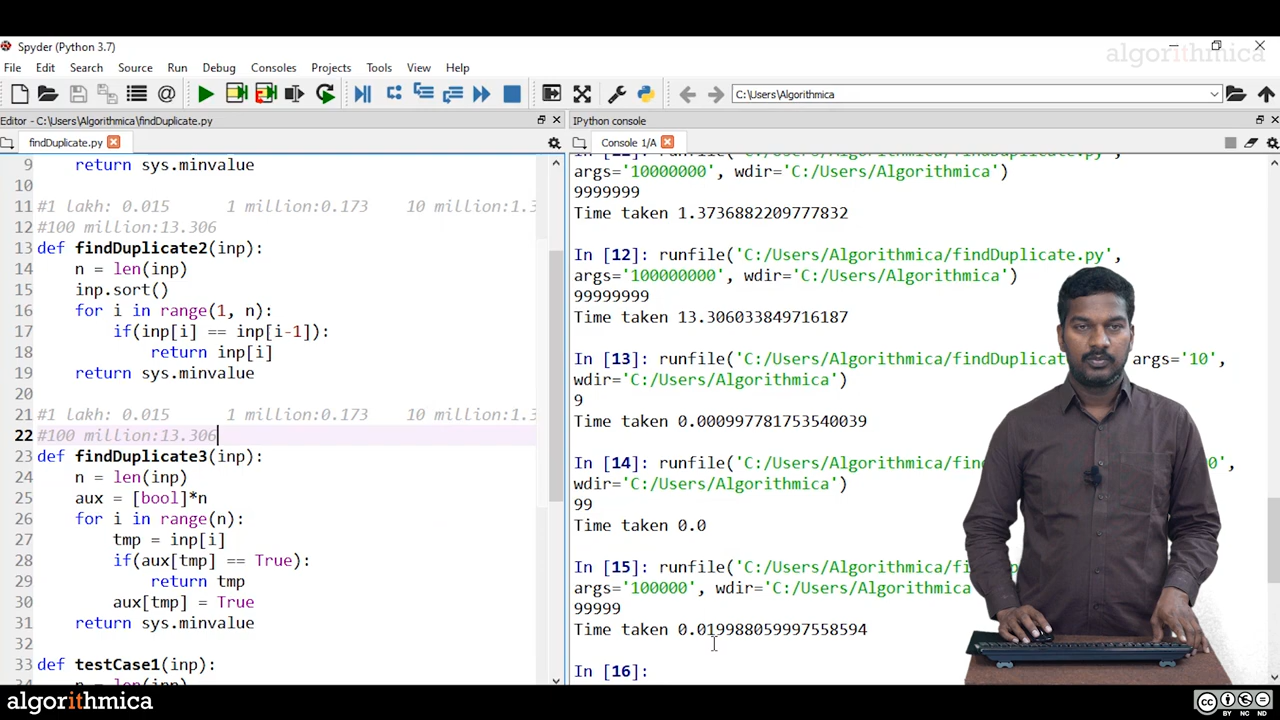 Spyder (Python 3.7)
algorithmica
File Edit Search Source Run Debug Consoles Projects Tools View Help
C:\Users\Algorithmica
Editor - C:\Users\Algorithmica\findDuplicate.py
IPython console
findDuplicate.py
Console 1/A
9 return sys.minvalue
10
11 #1 lakh: 0.015 1 million:0.173 10 million:1.3
12 #100 million:13.306
13 def findDuplicate2(inp):
14 n = len(inp)
15 inp.sort()
16 for i in range(1, n):
17 if(inp[i] == inp[i-1]):
18 return inp[i]
19 return sys.minvalue
20
21 #1 lakh: 0.015 1 million:0.173 10 million:1.3
22 #100 million:13.306
23 def findDuplicate3(inp):
24 n = len(inp)
25 aux = [bool]*n
26 for i in range(n):
27 tmp = inp[i]
28 if(aux[tmp] == True):
29 return tmp
30 aux[tmp] = True
31 return sys.minvalue
32
33 def testCase1(inp):
args='10000000', wdir='C:/Users/Algorithmica')
9999999
Time taken 1.3736882209777832
In [12]: runfile('C:/Users/Algorithmica/findDuplicate.py',
args='100000000', wdir='C:/Users/Algorithmica')
99999999
Time taken 13.306033849716187
In [13]: runfile('C:/Users/Algorithmica/findDuplicat args='10',
wdir='C:/Users/Algorithmica')
9
Time taken 0.000977781753540039
In [14]: runfile('C:/Users/Algorithmica/fin 0',
wdir='C:/Users/Algorithmica')
99
Time taken 0.0
In [15]: runfile('C:/Users/Algorithmica/fi
args='100000', wdir='C:/Users/Algorithmica
99999
Time taken 0.019988059997558594
In [16]:
algorithmica
cc BY NC ND